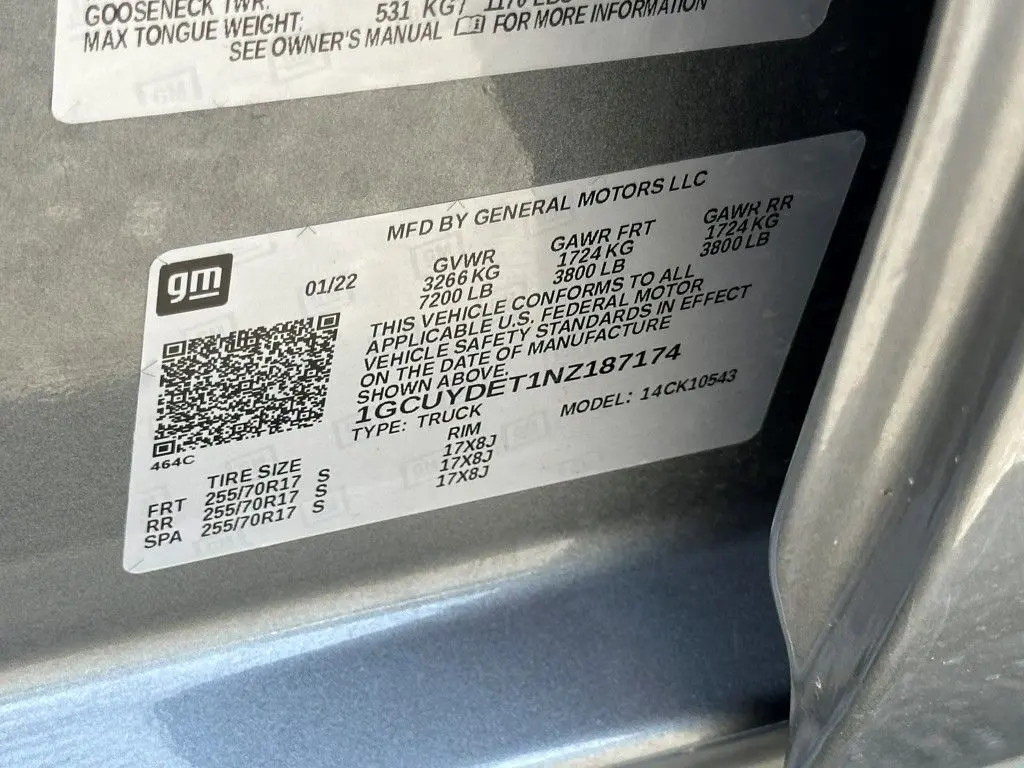 GOOSENECK TWR:
MAX TONGUE WEIGHT: 531 KG/ 1170 LBS
SEE OWNER'S MANUAL FOR MORE INFORMATION
MFD BY GENERAL MOTORS LLC
gm
01/22
GVWR GAWR FRT GAWR RR
3266 KG 1724 KG 1724 KG
7200 LB 3800 LB 3800 LB
THIS VEHICLE CONFORMS TO ALL
APPLICABLE U.S. FEDERAL MOTOR
VEHICLE SAFETY STANDARDS IN EFFECT
ON THE DATE OF MANUFACTURE
SHOWN ABOVE.
1GCUYDET1NZ187174
TYPE: TRUCK MODEL: 14CK10543
464C
TIRE SIZE RIM
FRT 255/70R17 S 17X8J
RR 255/70R17 S 17X8J
SPA 255/70R17 S 17X8J